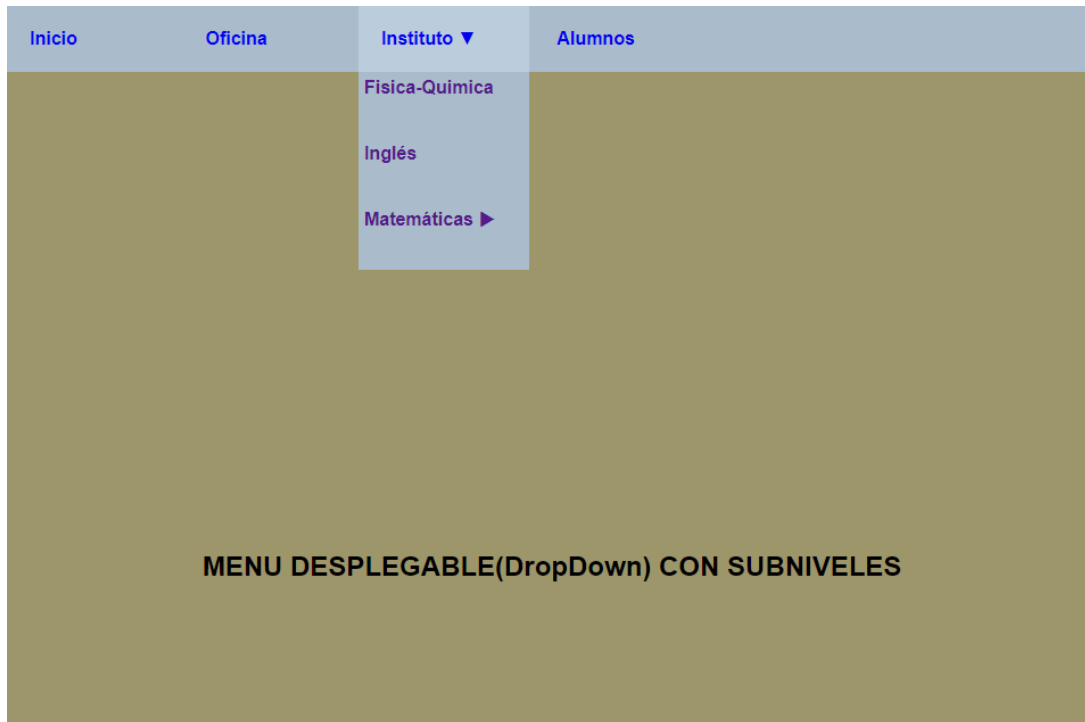 Inicio Oficina Instituto ▼ Alumnos
Fisica-Quimica
Inglés
Matemáticas ▶
MENU DESPLEGABLE(DropDown) CON SUBNIVELES